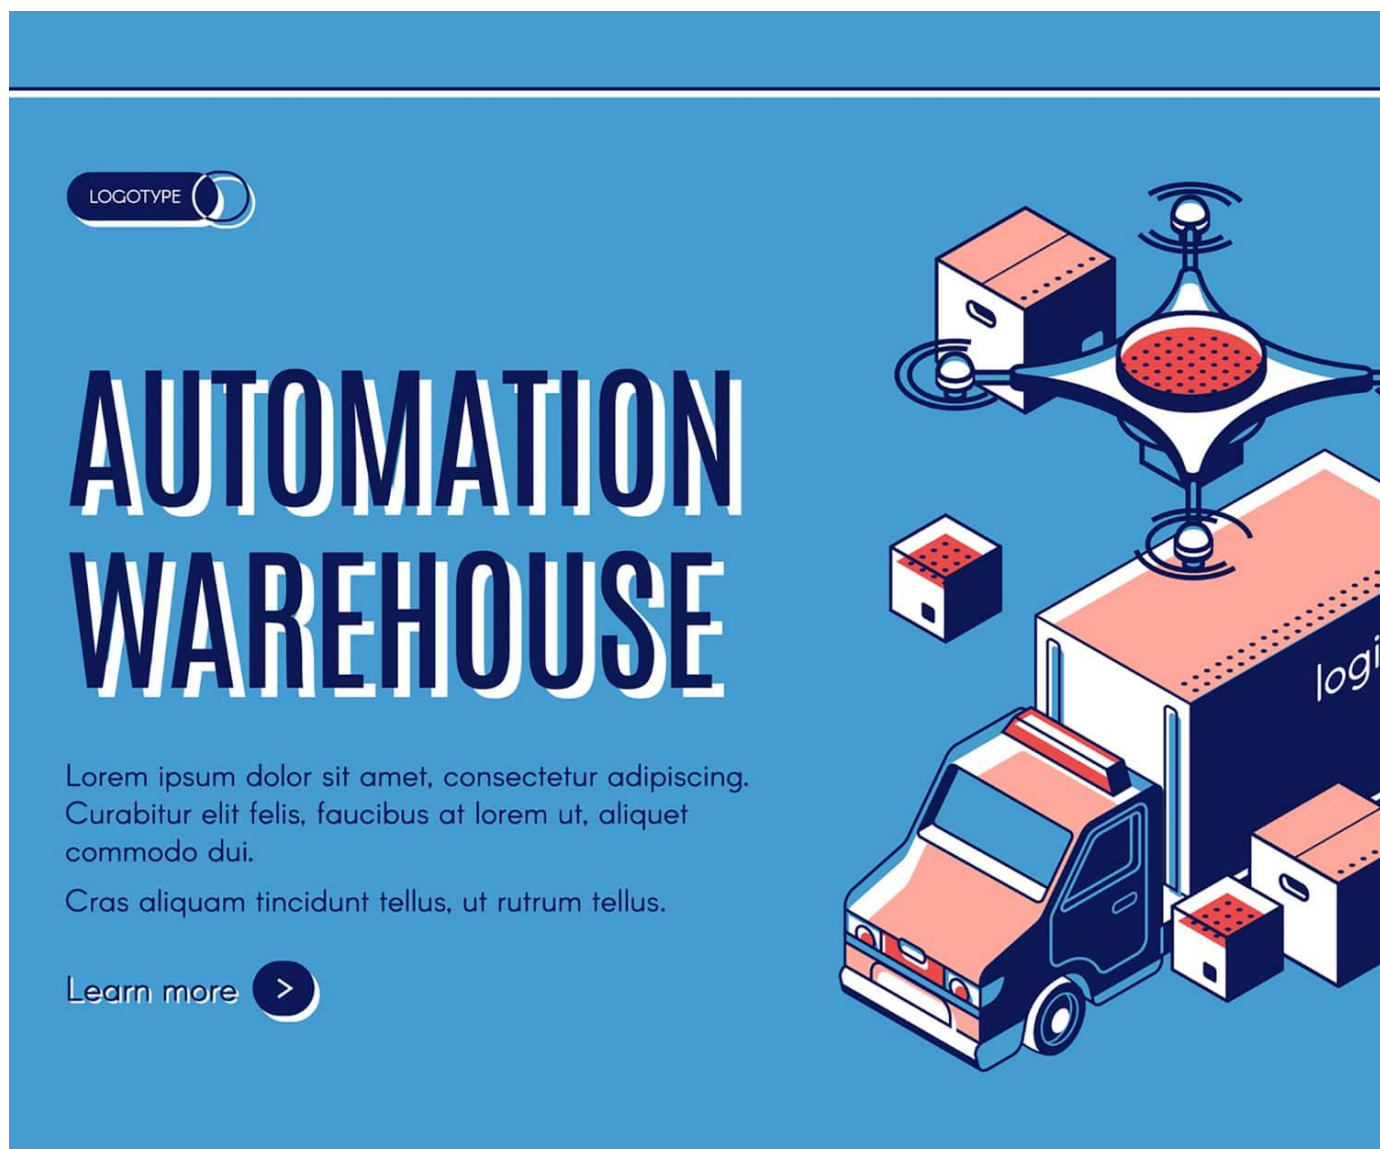 LOGOTYPE
AUTOMATION
WAREHOUSE
Lorem ipsum dolor sit amet, consectetur adipiscing.
Curabitur elit felis, faucibus at lorem ut, aliquet
commodo dui.
Cras aliquam tincidunt tellus, ut rutrum tellus.
Learn more >
logi